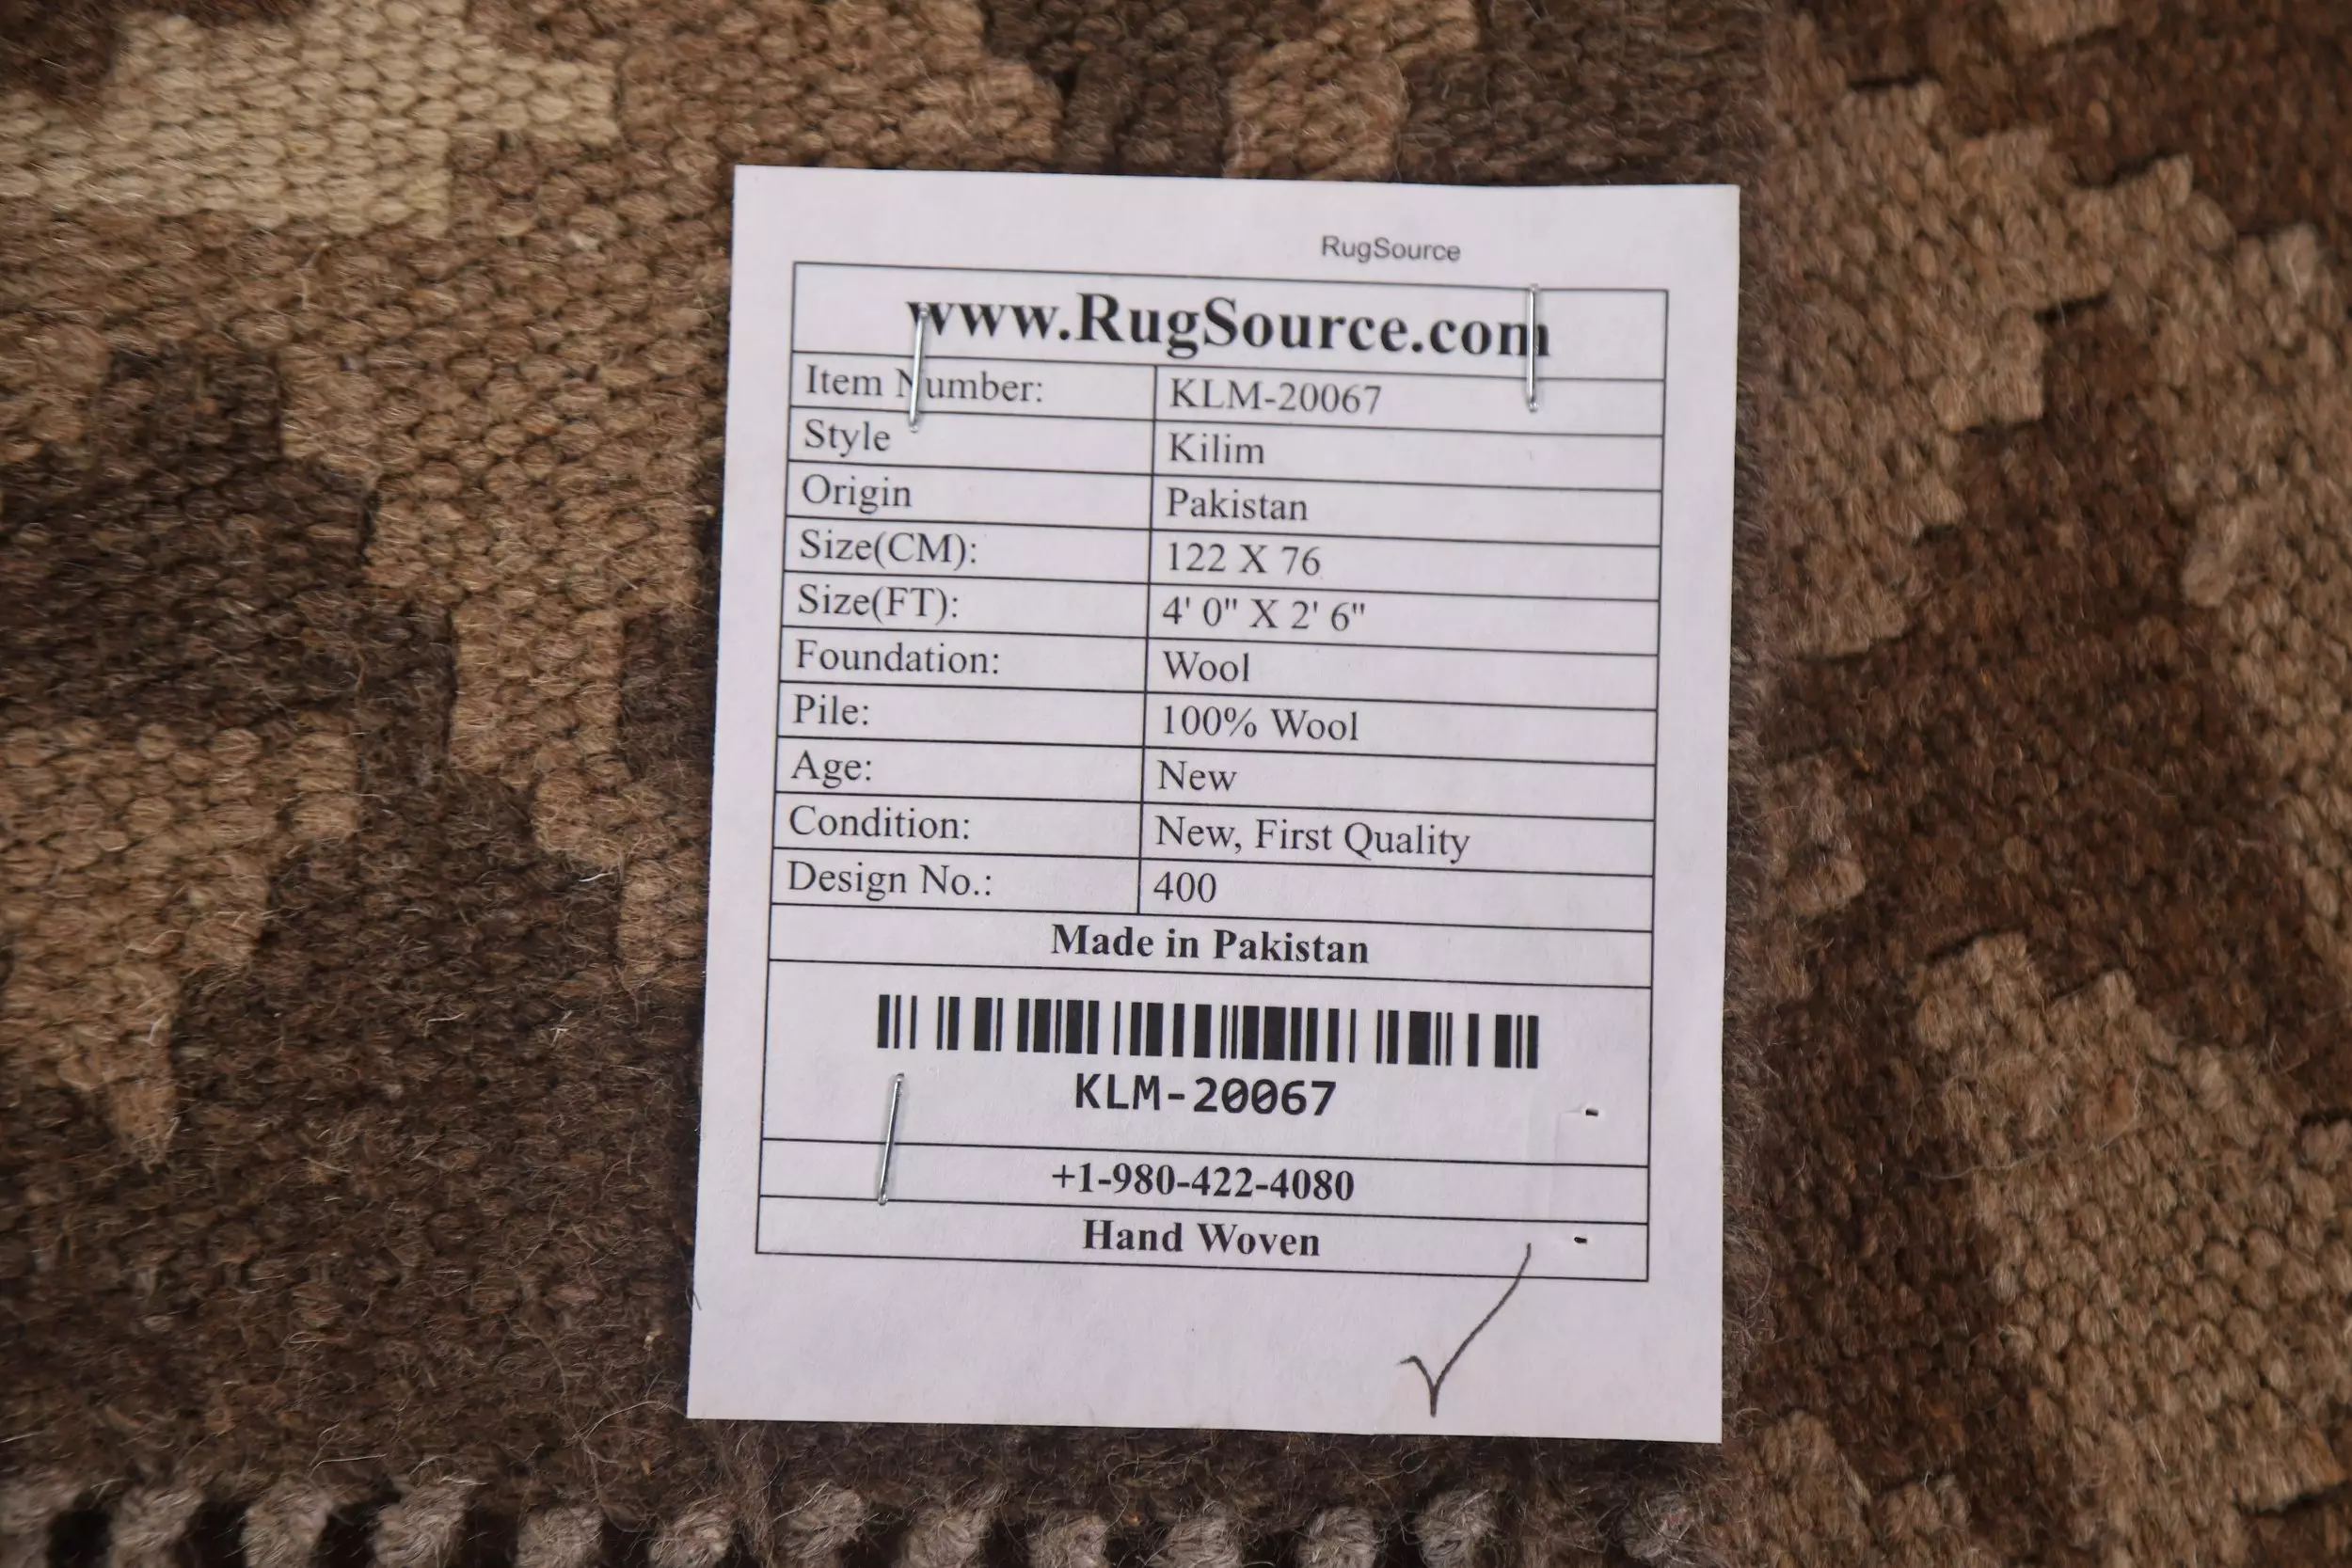 RugSource
www.RugSource.com
Item Number: KLM-20067
Style Kilim
Origin Pakistan
Size(CM): 122 X 76
Size(FT): 4' 0" X 2' 6"
Foundation: Wool
Pile: 100% Wool
Age: New
Condition: New, First Quality
Design No.: 400
Made in Pakistan
KLM-20067
+1-980-422-4080
Hand Woven